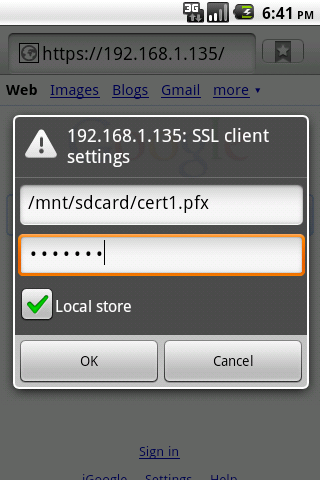 3G 6:41 PM
https://192.168.1.135/
Web Images Blogs Gmail more ▾
192.168.1.135: SSL client
settings
/mnt/sdcard/cert1.pfx
•••••••
Local store
OK Cancel
Sign in
iGoogle Settings Help